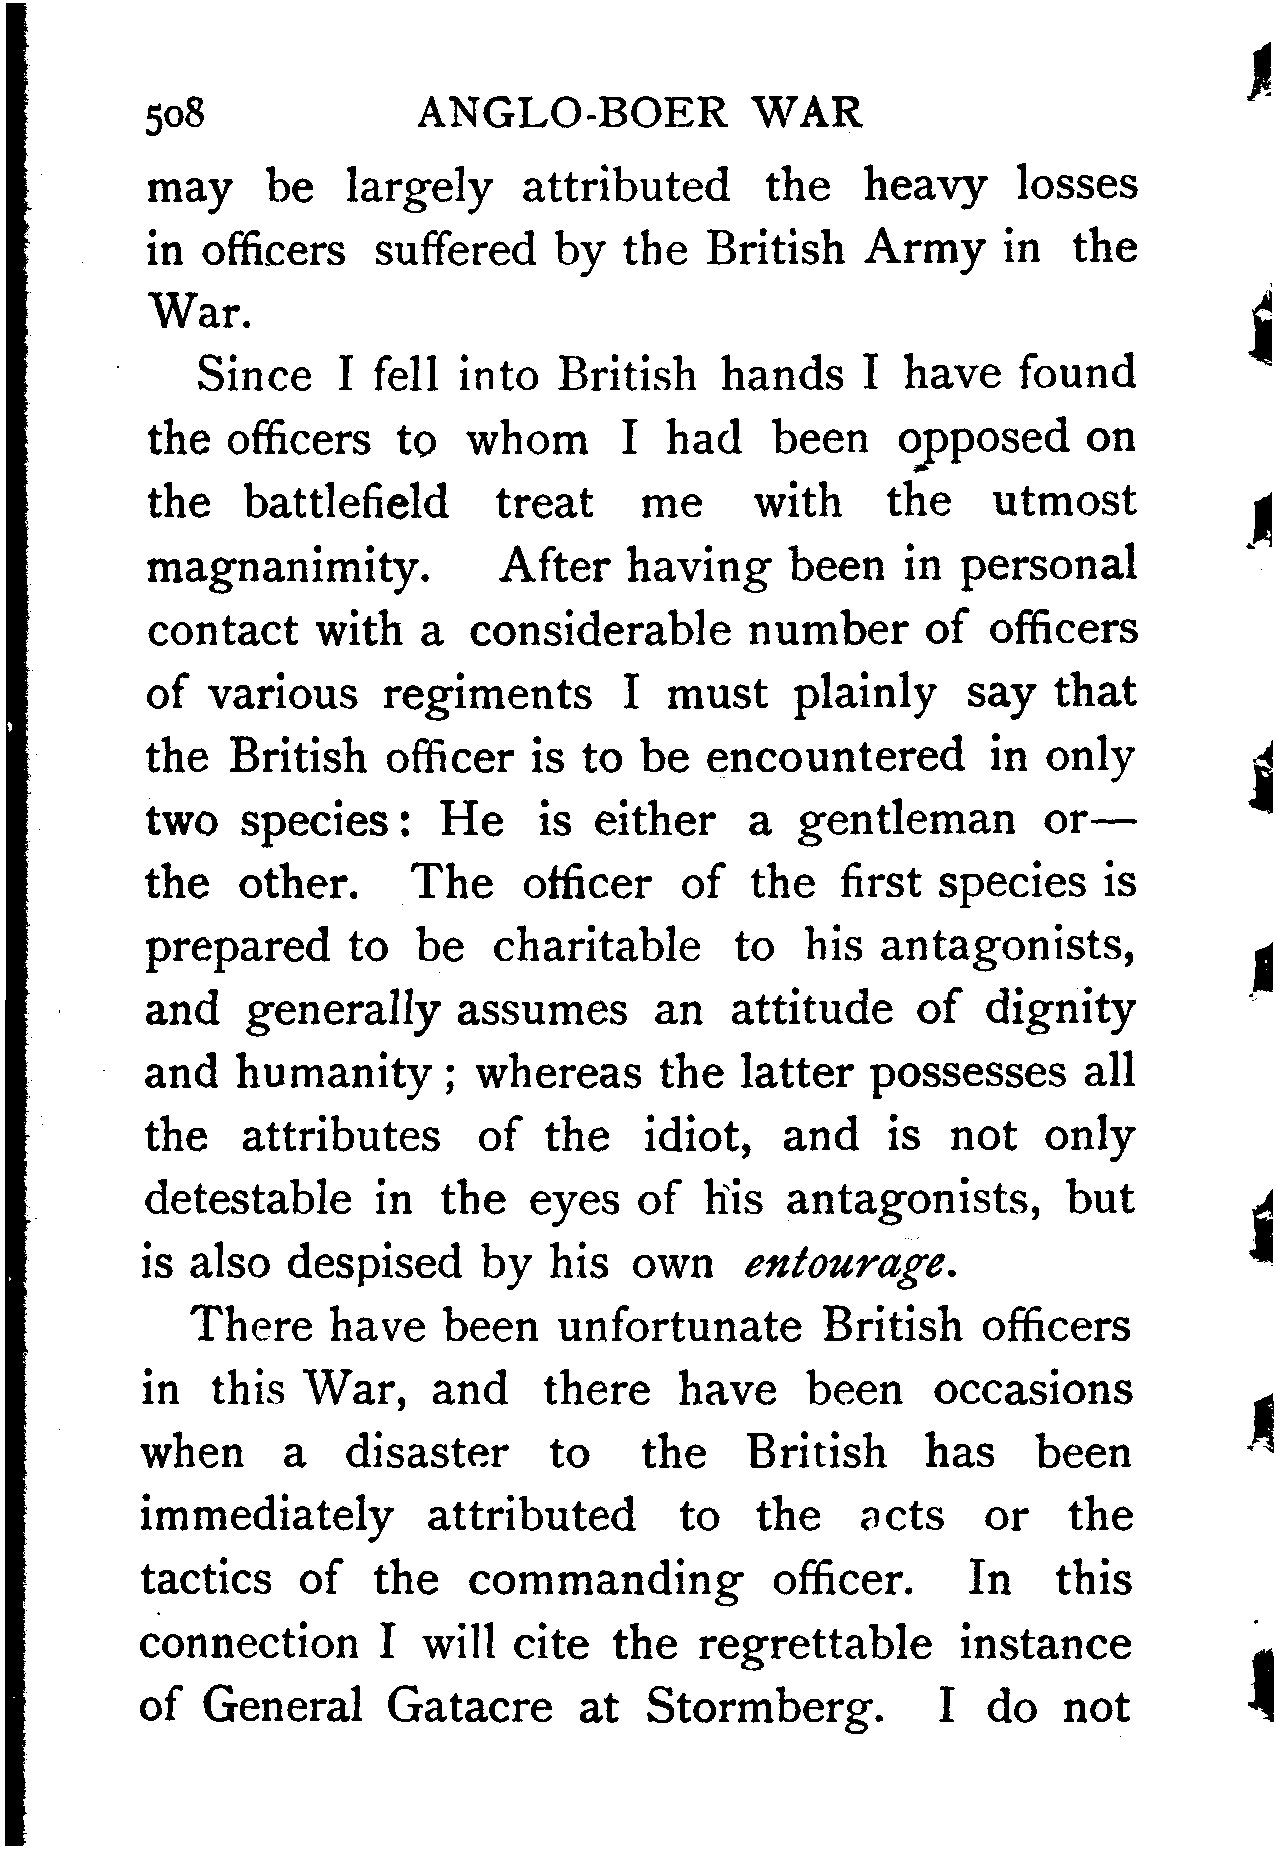 508 ANGLO-BOER WAR
may be largely attributed the heavy losses
in officers suffered by the British Army in the
War.
Since I fell into British hands I have found
the officers to whom I had been opposed on
the battlefield treat me with the utmost
magnanimity. After having been in personal
contact with a considerable number of officers
of various regiments I must plainly say that
the British officer is to be encountered in only
two species: He is either a gentleman or—
the other. The officer of the first species is
prepared to be charitable to his antagonists,
and generally assumes an attitude of dignity
and humanity; whereas the latter possesses all
the attributes of the idiot, and is not only
detestable in the eyes of his antagonists, but
is also despised by his own entourage.
There have been unfortunate British officers
in this War, and there have been occasions
when a disaster to the British has been
immediately attributed to the acts or the
tactics of the commanding officer. In this
connection I will cite the regrettable instance
of General Gatacre at Stormberg. I do not